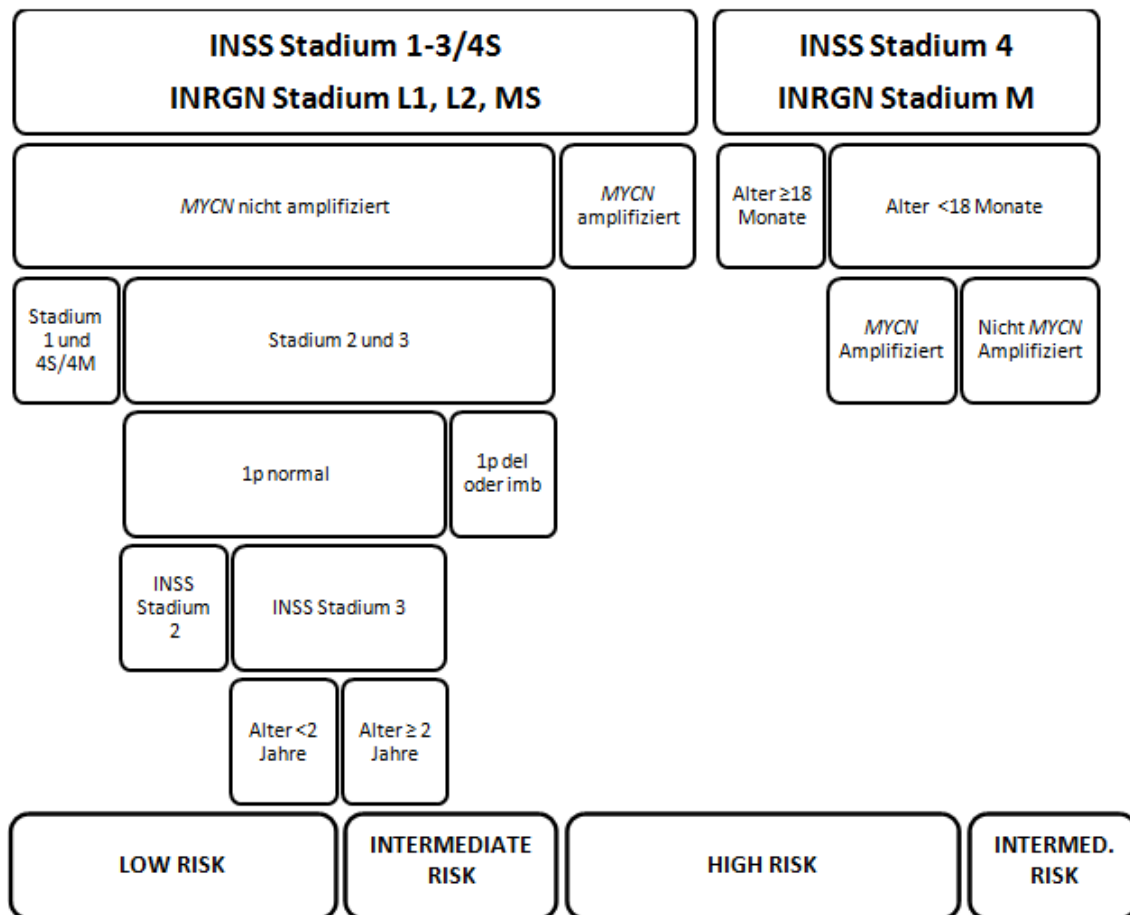 INSS Stadium 1-3/4S
INRGN Stadium L1, L2, MS
INSS Stadium 4
INRGN Stadium M
MYCN nicht amplifiziert
MYCN
amplifiziert
Alter ≥18
Monate
Alter <18 Monate
Stadium
1 und
4S/4M
Stadium 2 und 3
MYCN
Amplifiziert
Nicht MYCN
Amplifiziert
1p normal
1p del
oder imb
INSS
Stadium
2
INSS Stadium 3
Alter <2
Jahre
Alter ≥ 2
Jahre
LOW RISK
INTERMEDIATE
RISK
HIGH RISK
INTERMED.
RISK